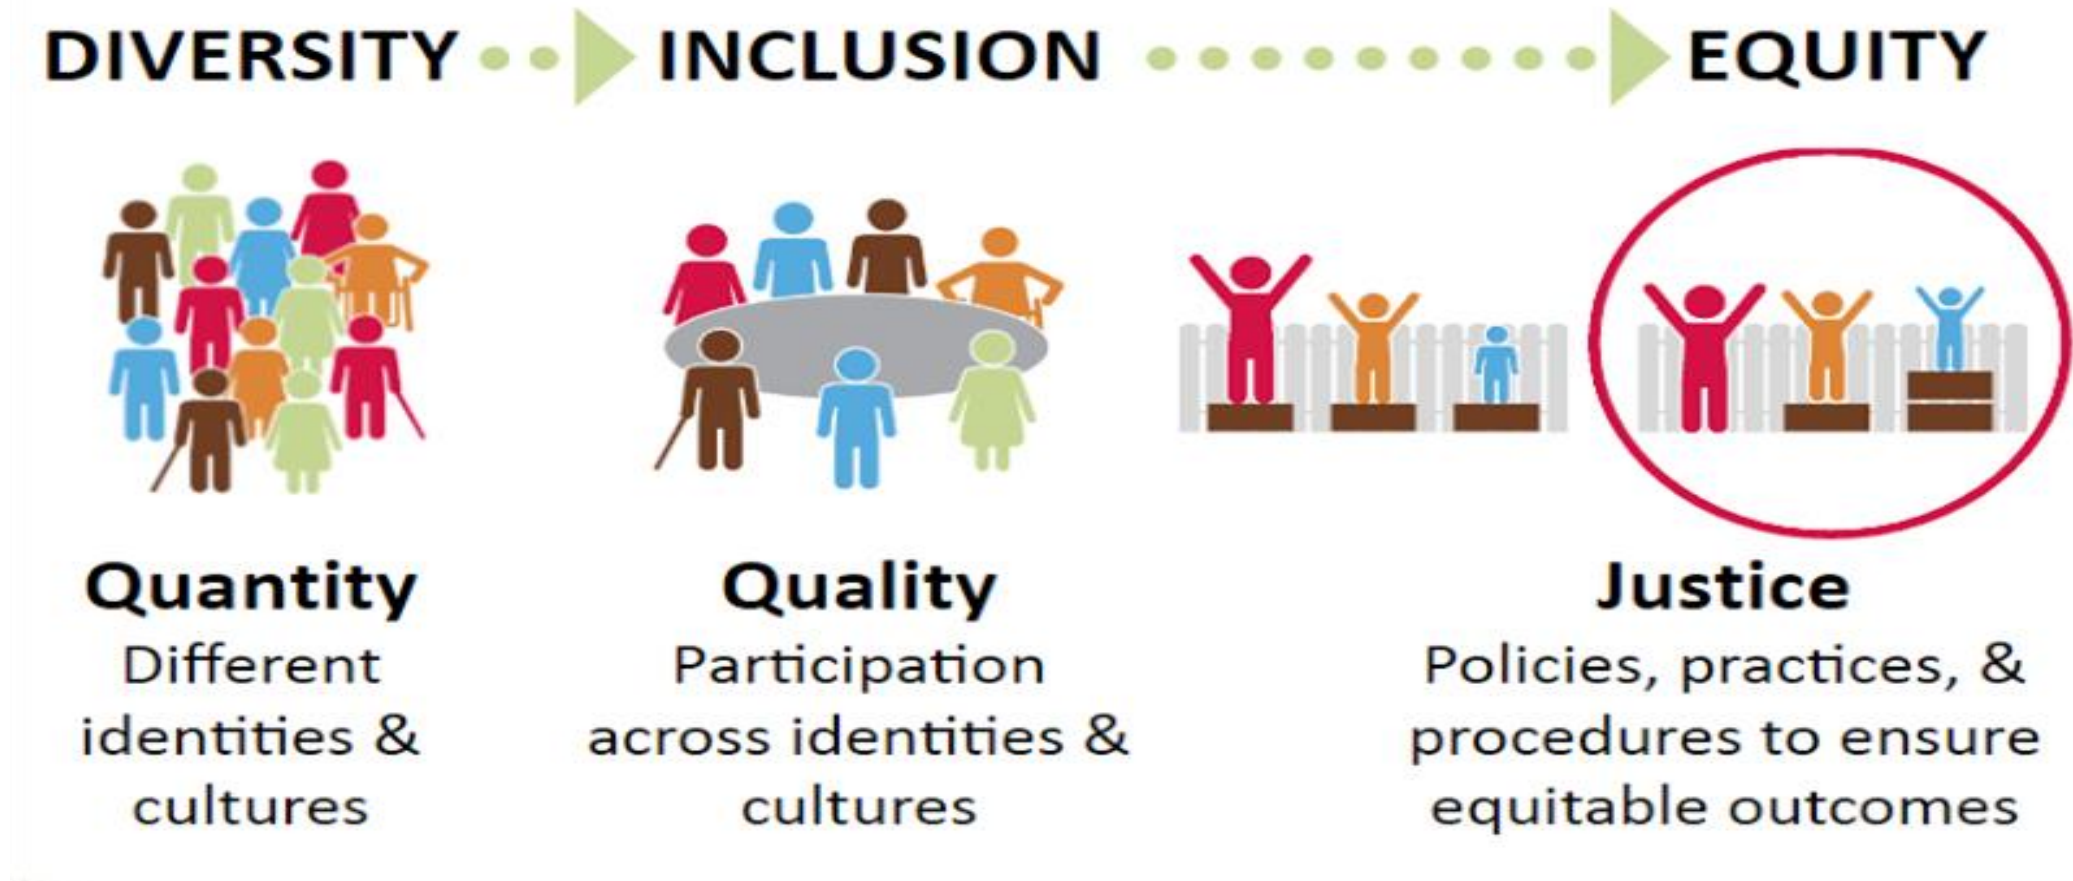 DIVERSITY
INCLUSION
EQUITY
Quantity
Different
identities &
cultures
Quality
Participation
across identities &
cultures
Justice
Policies, practices, &
procedures to ensure
equitable outcomes